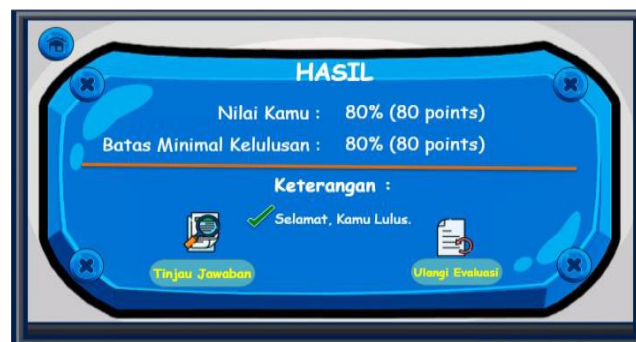 HASIL
Nilai Kamu : 80% (80 points)
Batas Minimal Kelulusan : 80% (80 points)
Keterangan :
Selamat, Kamu Lulus.
Tinjau Jawaban
Ulangi Evaluasi